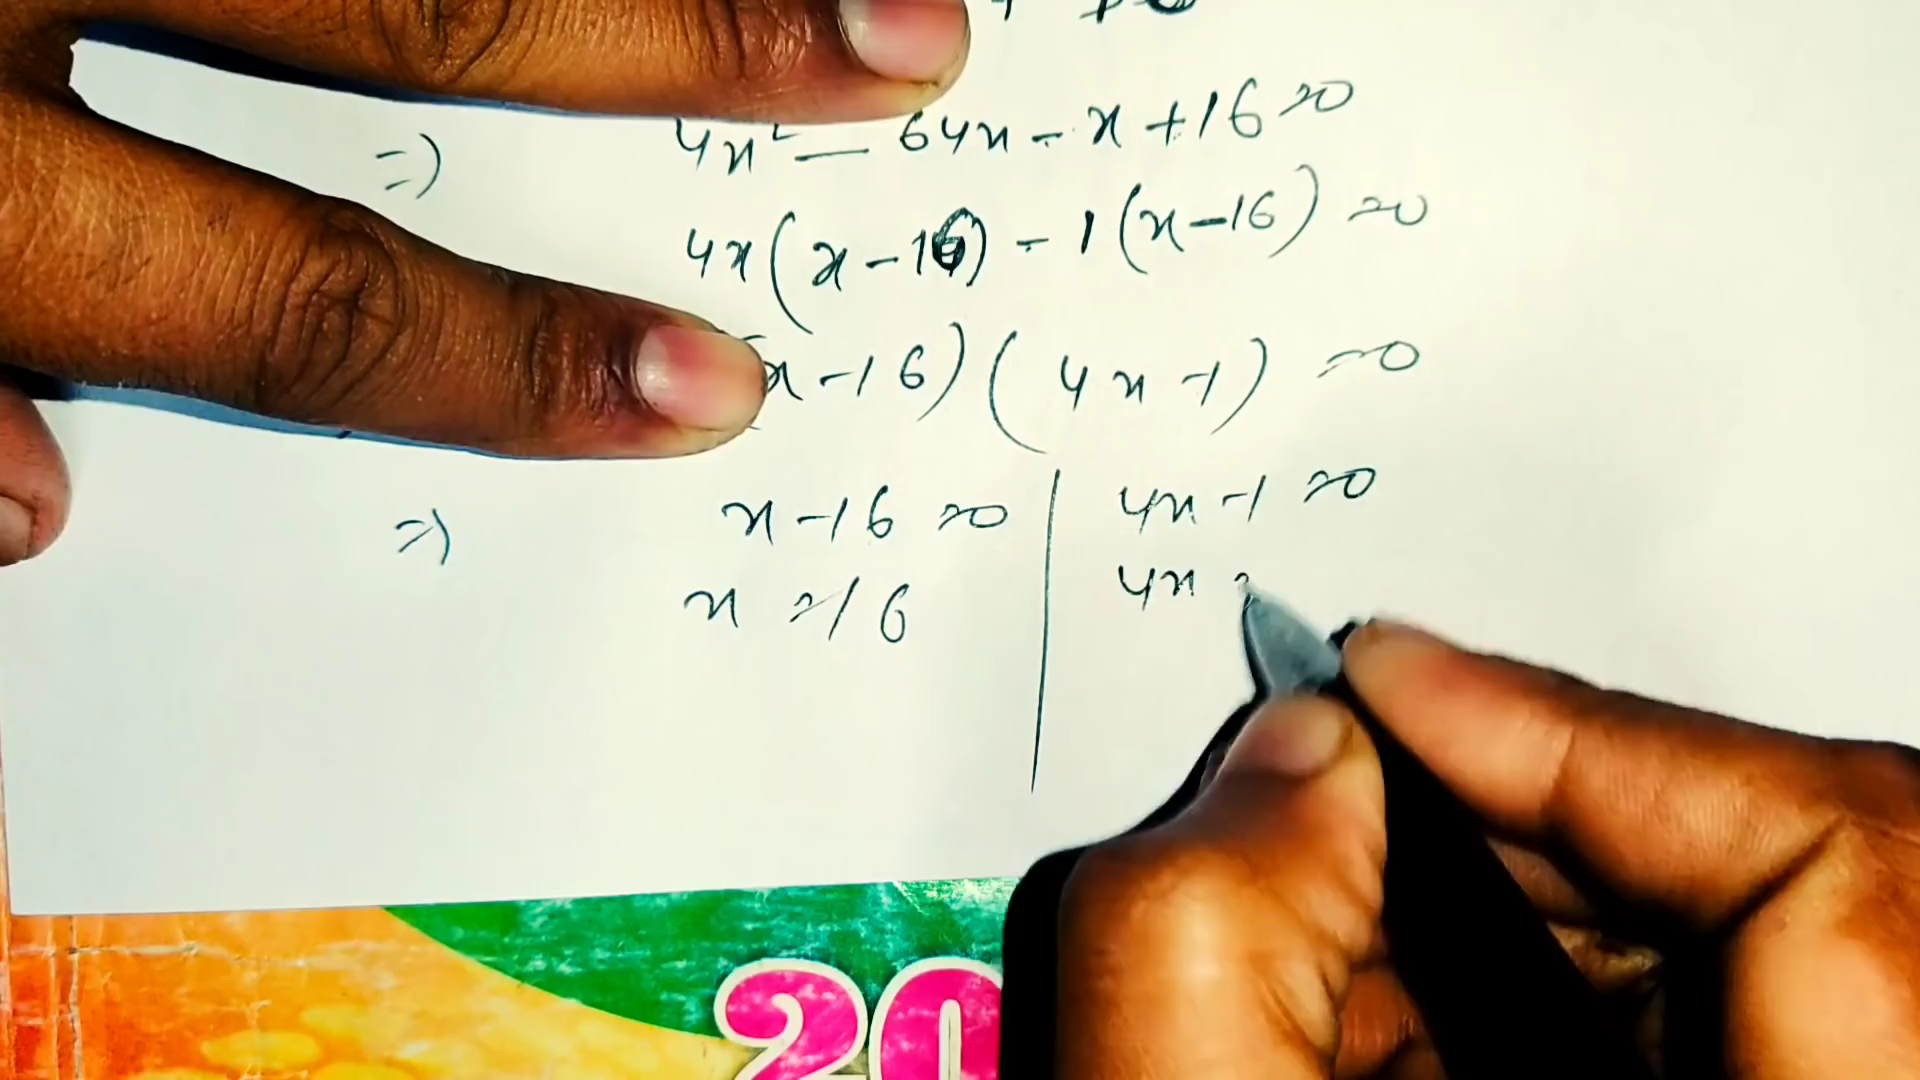 =) 4x² - 64x - x + 16 = 0
4x(x-16) - 1(x-16) = 0
(x-16)(4x-1) = 0
=) x-16 = 0 | 4x-1 = 0
x = 16 | 4x =
20